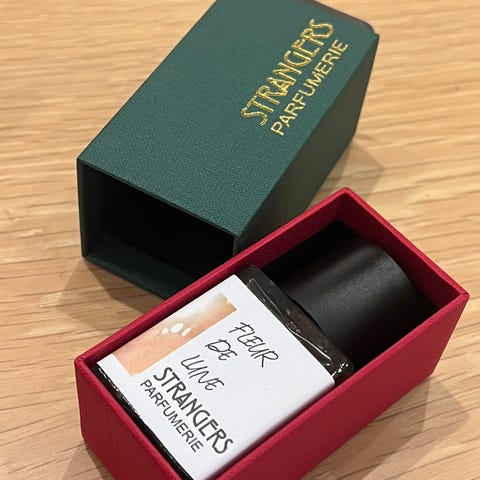 STRANGERS
PARFUMERIE
FLEUR
DE
LUNE
STRANGERS
PARFUMERIE